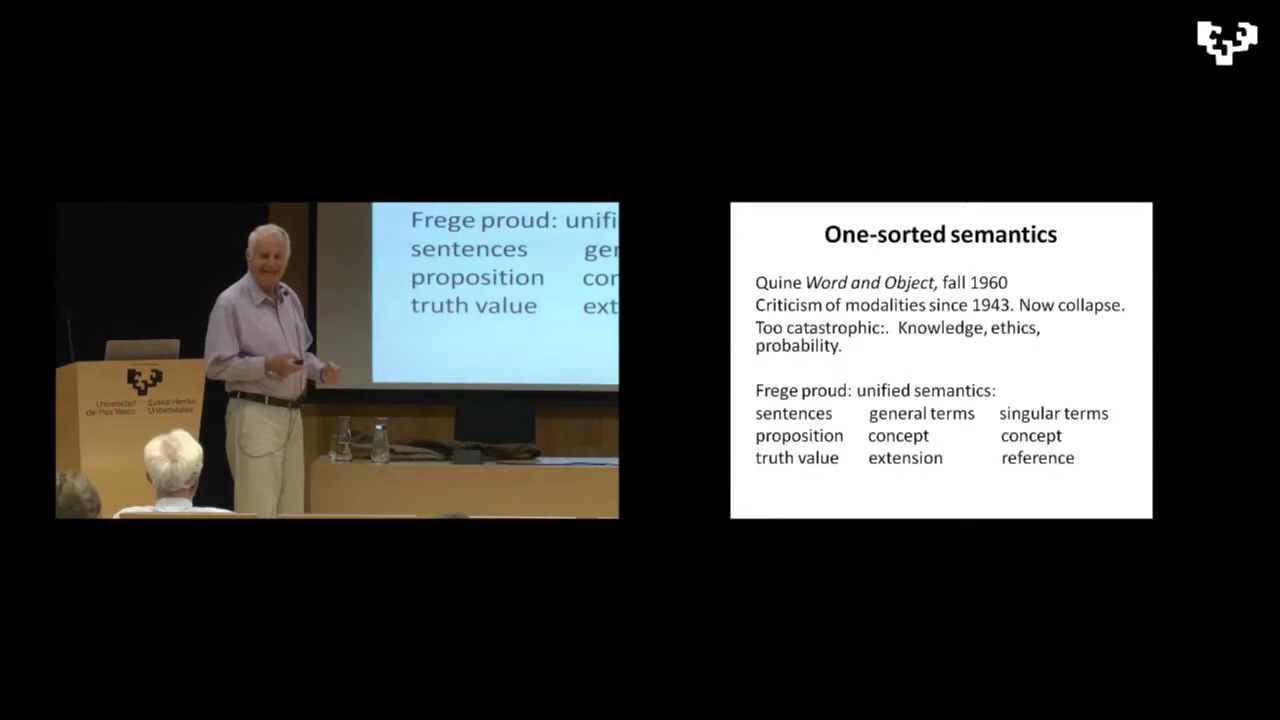 Frege proud: unifi
sentences ger
proposition con
truth value ext
Universidad Euskal Herriko
del País Vasco Unibertsitatea
One-sorted semantics
Quine Word and Object, fall 1960
Criticism of modalities since 1943. Now collapse.
Too catastrophic:. Knowledge, ethics,
probability.
Frege proud: unified semantics:
sentences general terms singular terms
proposition concept concept
truth value extension reference